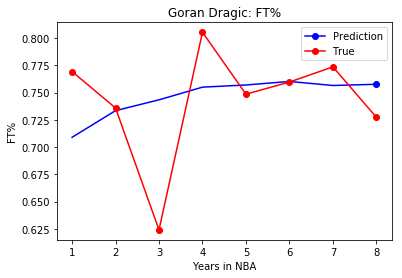 Goran Dragic: FT%
Prediction
True
0.800
0.775
0.750
0.725
0.700
0.675
0.650
0.625
FT%
1 2 3 4 5 6 7 8
Years in NBA